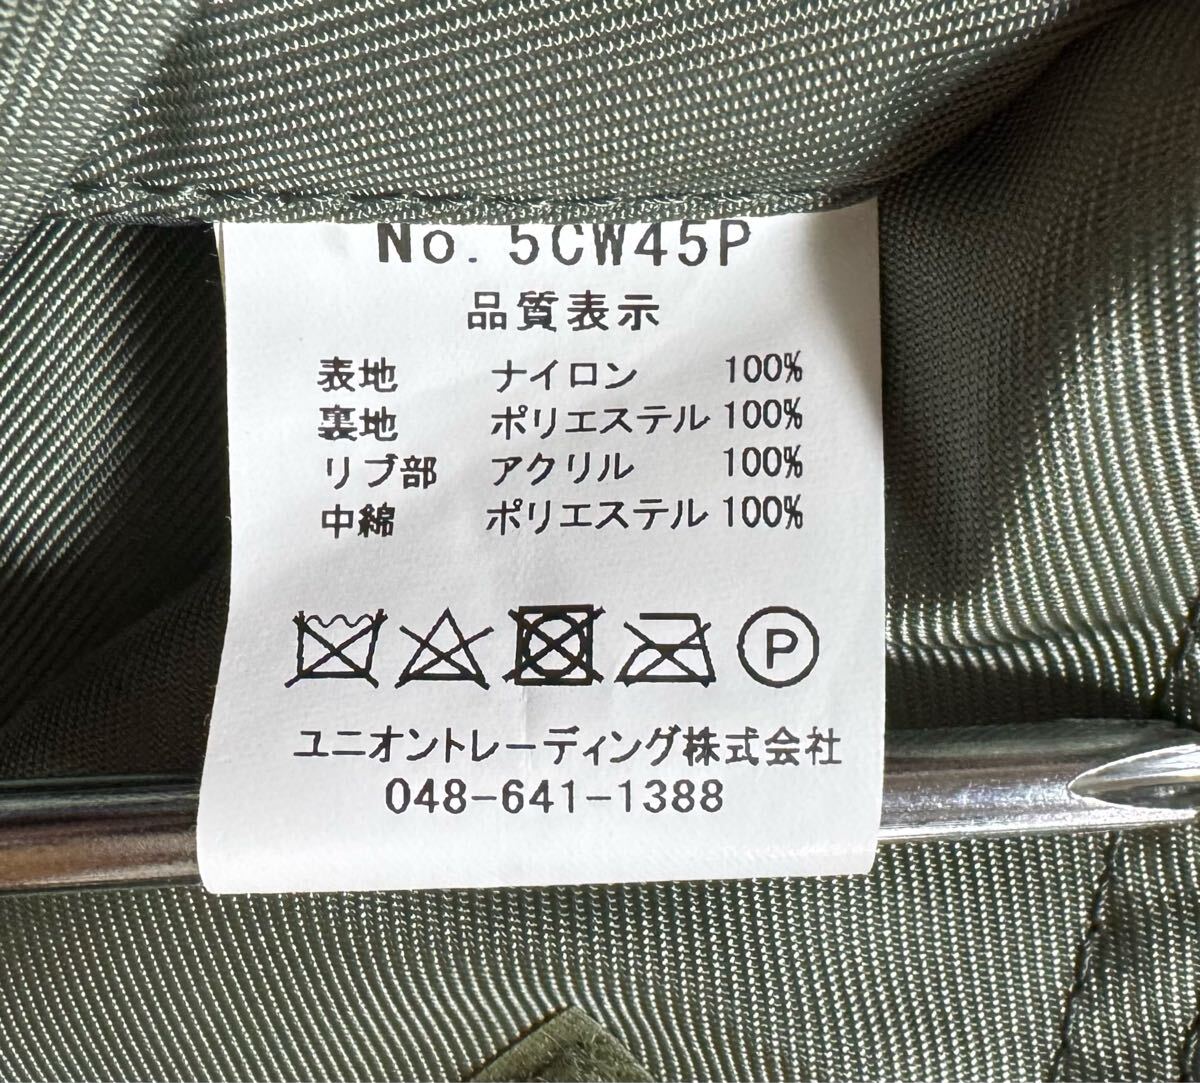 No. 5CW45P
品質表示
表地 ナイロン 100%
裏地 ポリエステル 100%
リブ部 アクリル 100%
中綿 ポリエステル 100%
P
ユニオントレーディング株式会社
048-641-1388